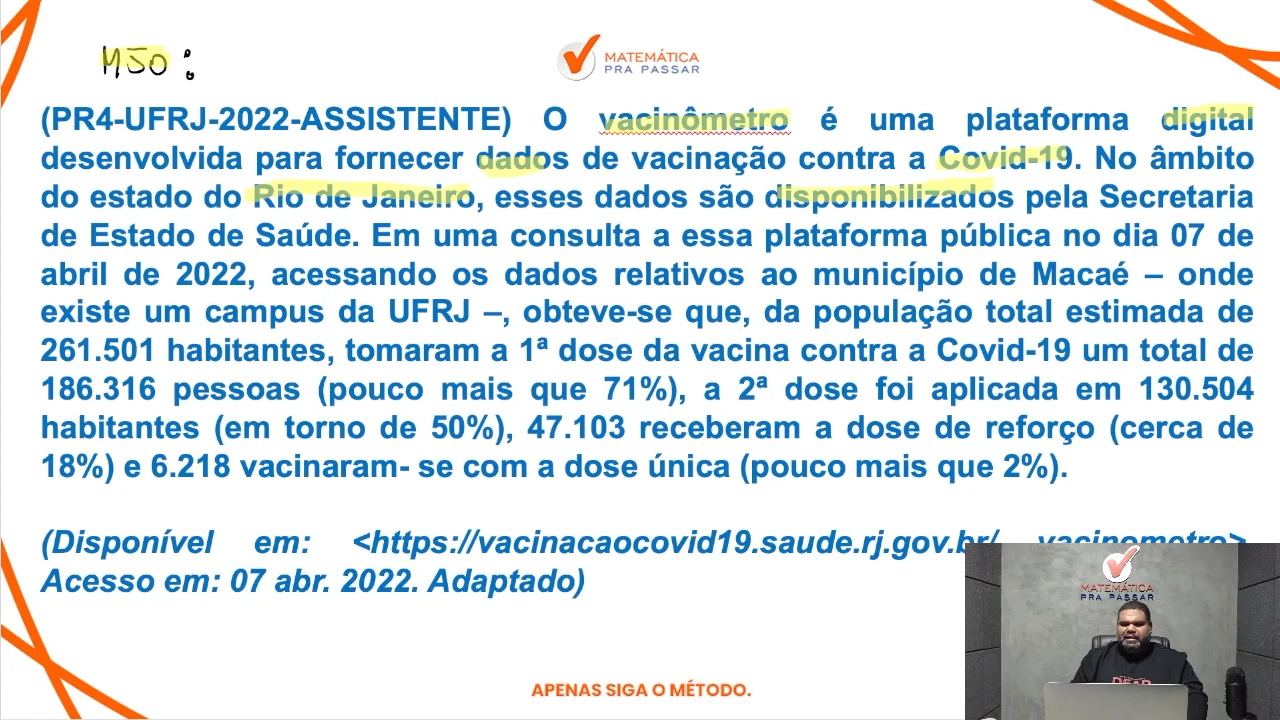 MJO :
MATEMÁTICA
PRA PASSAR
(PR4-UFRJ-2022-ASSISTENTE) O vacinômetro é uma plataforma digital
desenvolvida para fornecer dados de vacinação contra a Covid-19. No âmbito
do estado do Rio de Janeiro, esses dados são disponibilizados pela Secretaria
de Estado de Saúde. Em uma consulta a essa plataforma pública no dia 07 de
abril de 2022, acessando os dados relativos ao município de Macaé – onde
existe um campus da UFRJ –, obteve-se que, da população total estimada de
261.501 habitantes, tomaram a 1ª dose da vacina contra a Covid-19 um total de
186.316 pessoas (pouco mais que 71%), a 2ª dose foi aplicada em 130.504
habitantes (em torno de 50%), 47.103 receberam a dose de reforço (cerca de
18%) e 6.218 vacinaram- se com a dose única (pouco mais que 2%).
(Disponível em: <https://vacinacaocovid19.saude.rj.gov.br/ vacinometro>.
Acesso em: 07 abr. 2022. Adaptado)
MATEMÁTICA
PRA PASSAR
APENAS SIGA O MÉTODO.